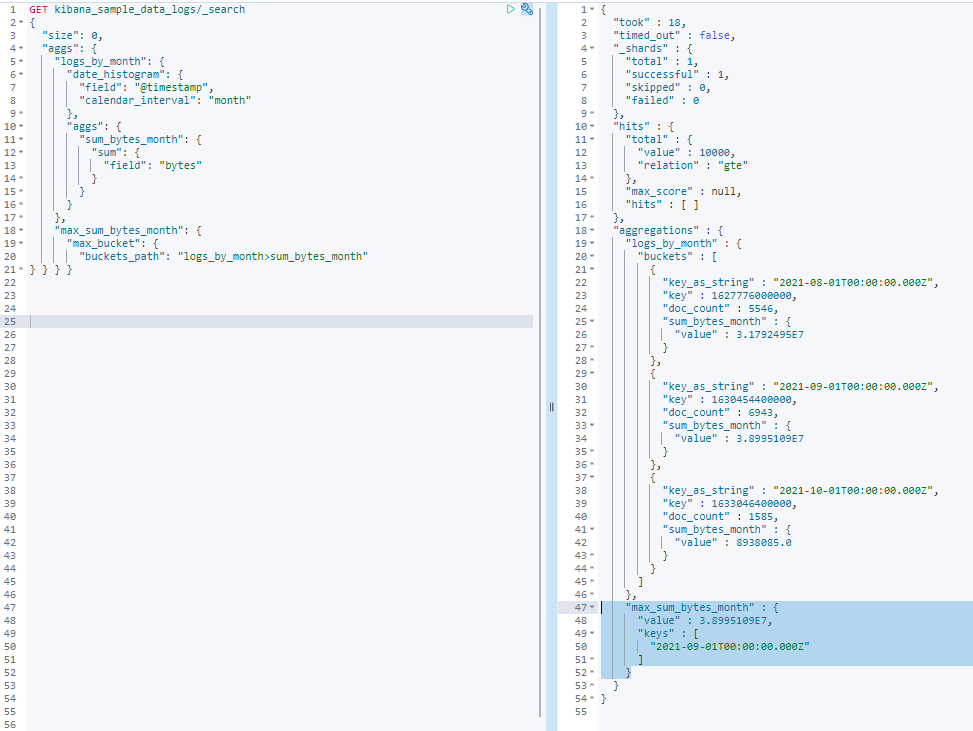 1 GET kibana_sample_data_logs/_search
2 {
3 "size": 0,
4 "aggs": {
5 "logs_by_month": {
6 "date_histogram": {
7 "field": "@timestamp",
8 "calendar_interval": "month"
9 },
10 "aggs": {
11 "sum_bytes_month": {
12 "sum": {
13 "field": "bytes"
14 }
15 }
16 }
17 },
18 "max_sum_bytes_month": {
19 "max_bucket": {
20 "buckets_path": "logs_by_month>sum_bytes_month"
21 } } } }
22
23
24
25
26
27
28
29
30
31
32
33
34
35
36
37
38
39
40
41
42
43
44
45
46
47
48
49
50
51
52
53
54
55
56
1 {
2 "took" : 18,
3 "timed_out" : false,
4 "_shards" : {
5 "total" : 1,
6 "successful" : 1,
7 "skipped" : 0,
8 "failed" : 0
9 },
10 "hits" : {
11 "total" : {
12 "value" : 10000,
13 "relation" : "gte"
14 },
15 "max_score" : null,
16 "hits" : [ ]
17 },
18 "aggregations" : {
19 "logs_by_month" : {
20 "buckets" : [
21 {
22 "key_as_string" : "2021-08-01T00:00:00.000Z",
23 "key" : 1627776000000,
24 "doc_count" : 5546,
25 "sum_bytes_month" : {
26 "value" : 3.1792495E7
27 }
28 },
29 {
30 "key_as_string" : "2021-09-01T00:00:00.000Z",
31 "key" : 1630454400000,
32 "doc_count" : 6943,
33 "sum_bytes_month" : {
34 "value" : 3.8995109E7
35 }
36 },
37 {
38 "key_as_string" : "2021-10-01T00:00:00.000Z",
39 "key" : 1633046400000,
40 "doc_count" : 1585,
41 "sum_bytes_month" : {
42 "value" : 8938085.0
43 }
44 }
45 ]
46 },
47 "max_sum_bytes_month" : {
48 "value" : 3.8995109E7,
49 "keys" : [
50 "2021-09-01T00:00:00.000Z"
51 ]
52 }
53 }
54 }
55